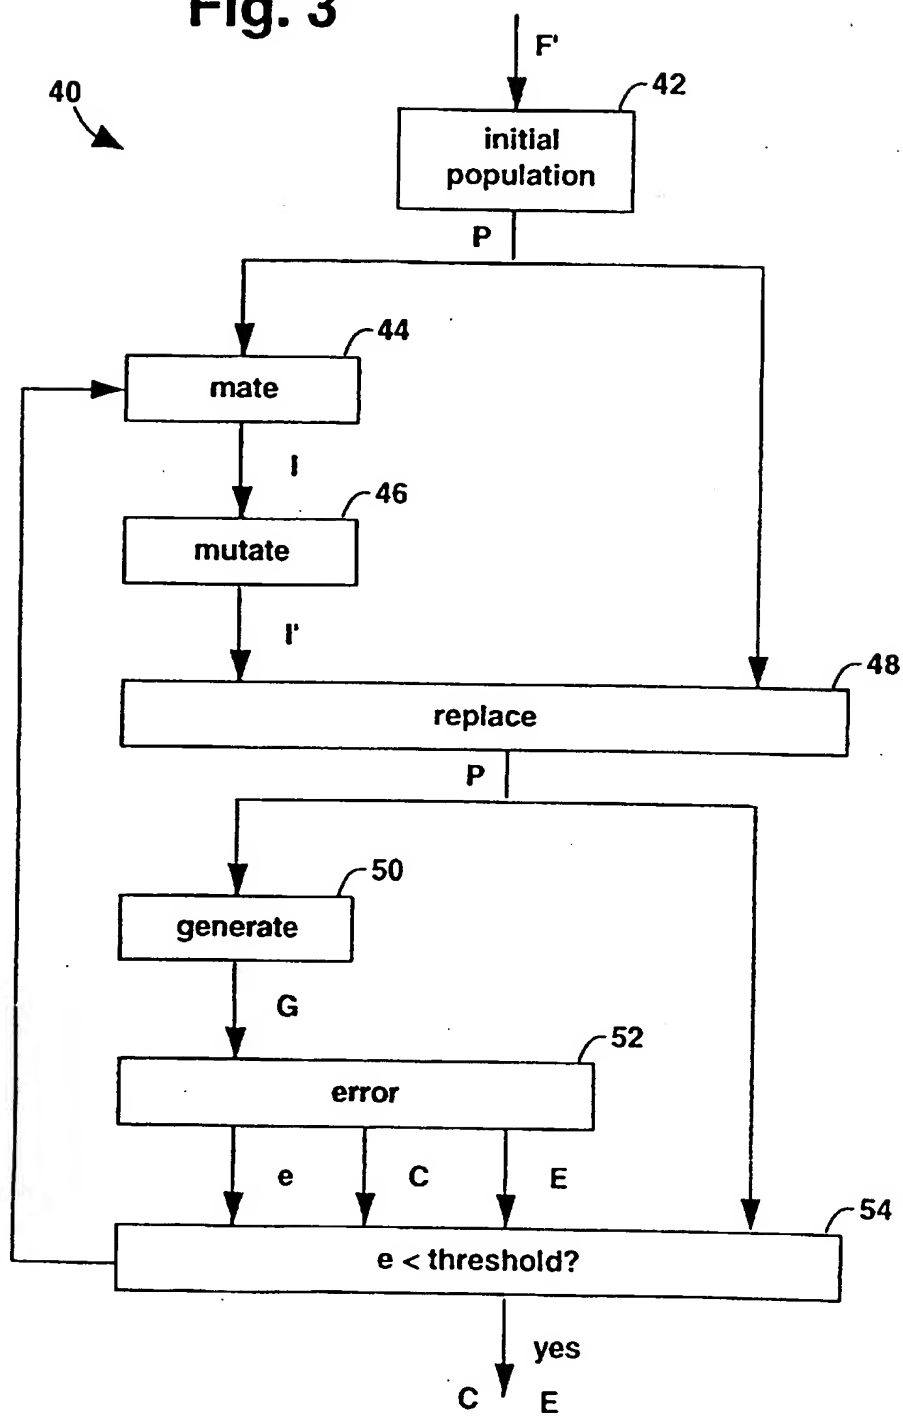 Fig. 3
F'
40
42
initial
population
P
44
mate
I
46
mutate
I'
48
replace
P
50
generate
G
52
error
e C E
54
e < threshold?
yes
C E